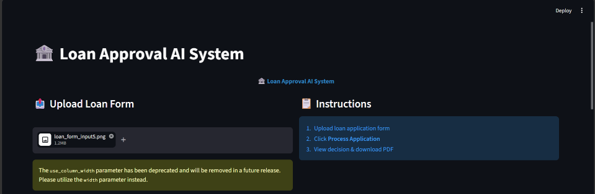 Deploy
Loan Approval AI System
Loan Approval AI System
Upload Loan Form
loan_form_input5.png
1.2MB
The use_column_width parameter has been deprecated and will be removed in a future release.
Please utilize the width parameter instead.
Instructions
1. Upload loan application form
2. Click Process Application
3. View decision & download PDF